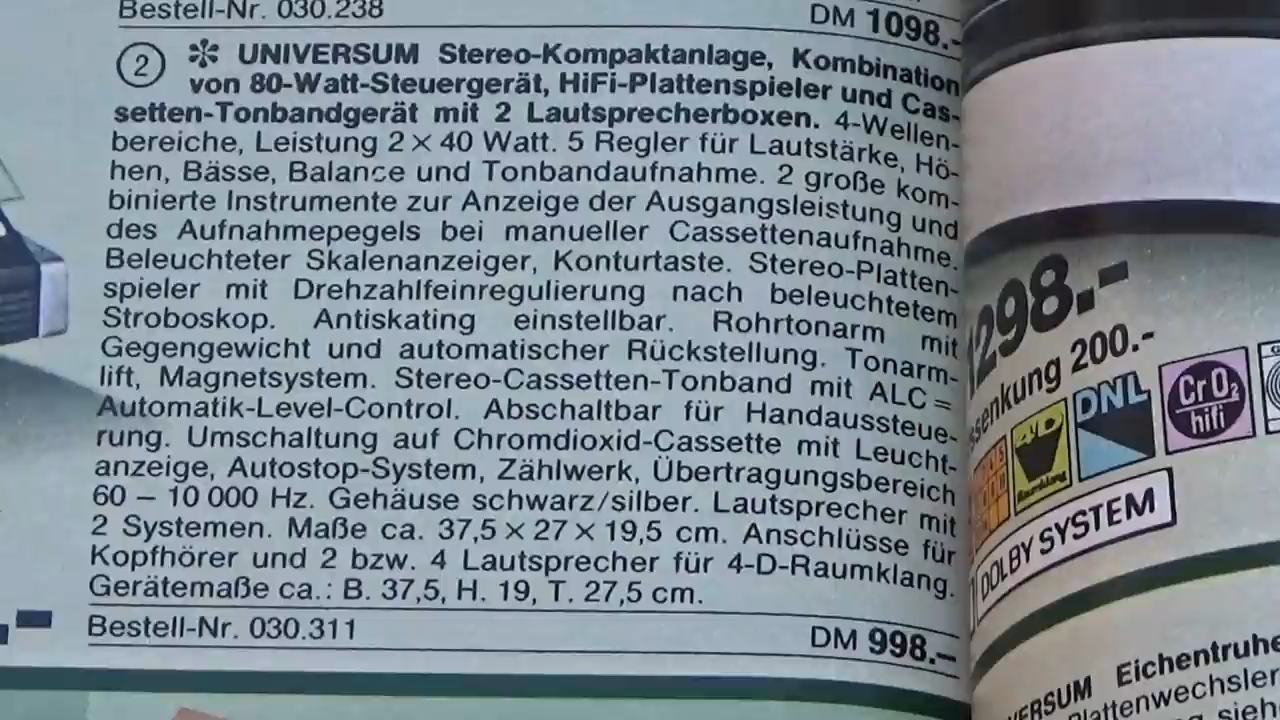 Bestell-Nr. 030.238
DM 1098.-
2 ✻ UNIVERSUM Stereo-Kompaktanlage, Kombination
von 80-Watt-Steuergerät, HiFi-Plattenspieler und Cas-
setten-Tonbandgerät mit 2 Lautsprecherboxen. 4-Wellen-
bereiche, Leistung 2 × 40 Watt. 5 Regler für Lautstärke, Hö-
hen, Bässe, Balance und Tonbandaufnahme. 2 große kom-
binierte Instrumente zur Anzeige der Ausgangsleistung und
des Aufnahmepegels bei manueller Cassettenaufnahme.
Beleuchteter Skalenanzeiger, Konturtaste. Stereo-Platten-
spieler mit Drehzahlfeinregulierung nach beleuchtetem
Stroboskop. Antiskating einstellbar. Rohrtonarm mit
Gegengewicht und automatischer Rückstellung. Tonarm-
lift, Magnetsystem. Stereo-Cassetten-Tonband mit ALC =
Automatik-Level-Control. Abschaltbar für Handaussteue-
rung. Umschaltung auf Chromdioxid-Cassette mit Leucht-
anzeige, Autostop-System, Zählwerk, Übertragungsbereich
60 – 10 000 Hz. Gehäuse schwarz/silber. Lautsprecher mit
2 Systemen. Maße ca. 37,5 × 27 × 19,5 cm. Anschlüsse für
Kopfhörer und 2 bzw. 4 Lautsprecher für 4-D-Raumklang.
Gerätemaße ca.: B. 37,5, H. 19, T. 27,5 cm.
Bestell-Nr. 030.311
DM 998.–
1298.-
senkung 200.-
4D
Raumklang
DNL
CrO₂
hifi
DOLBY SYSTEM
VERSUM Eichentruhe
Plattenwechsler
sieh